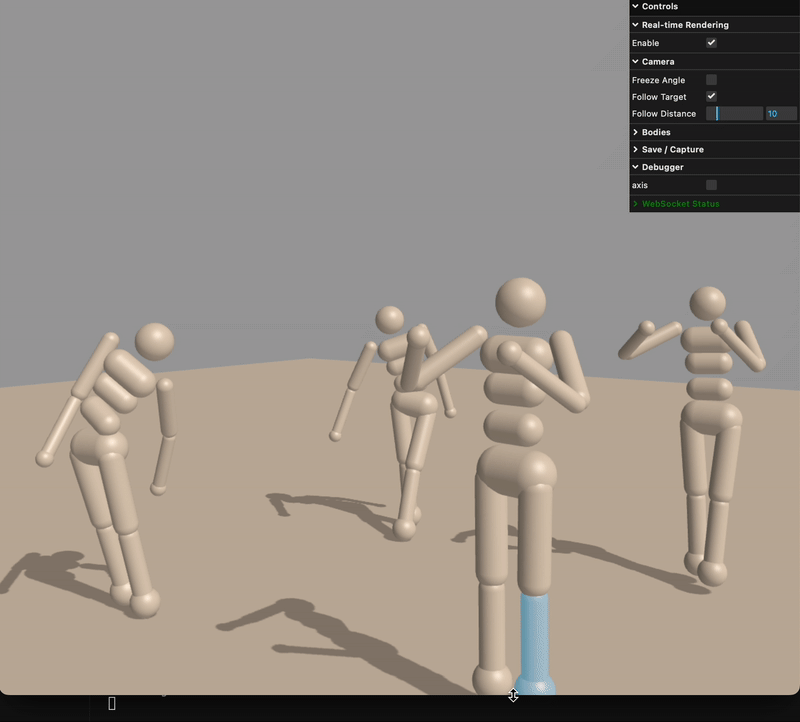 Controls
Real-time Rendering
Enable
Camera
Freeze Angle
Follow Target
Follow Distance 10
Bodies
Save / Capture
Debugger
axis
WebSocket Status